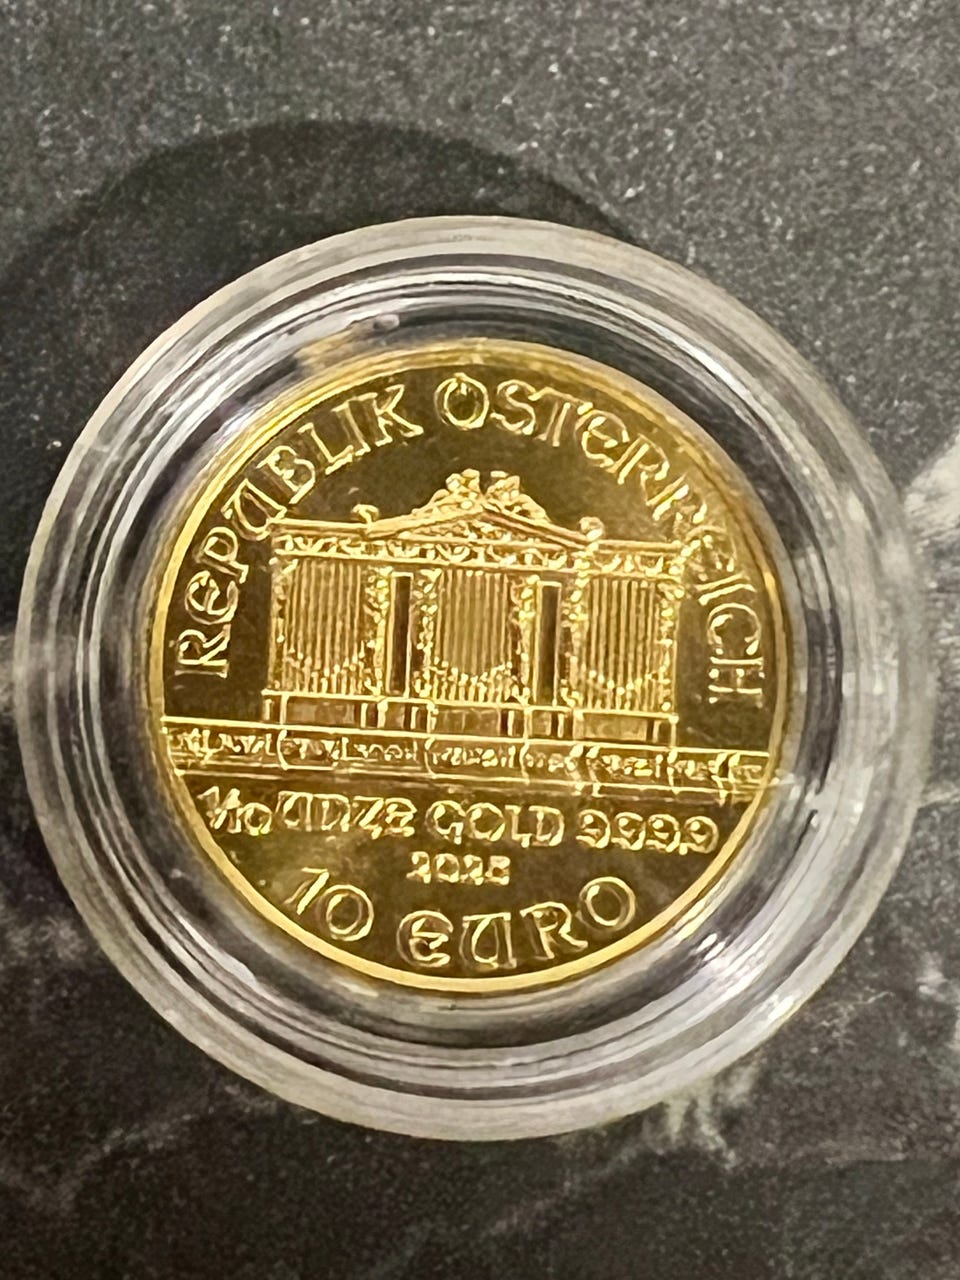 REPUBLIK ÖSTERREICH
1/10 UNZE GOLD 999.9
10 EURO